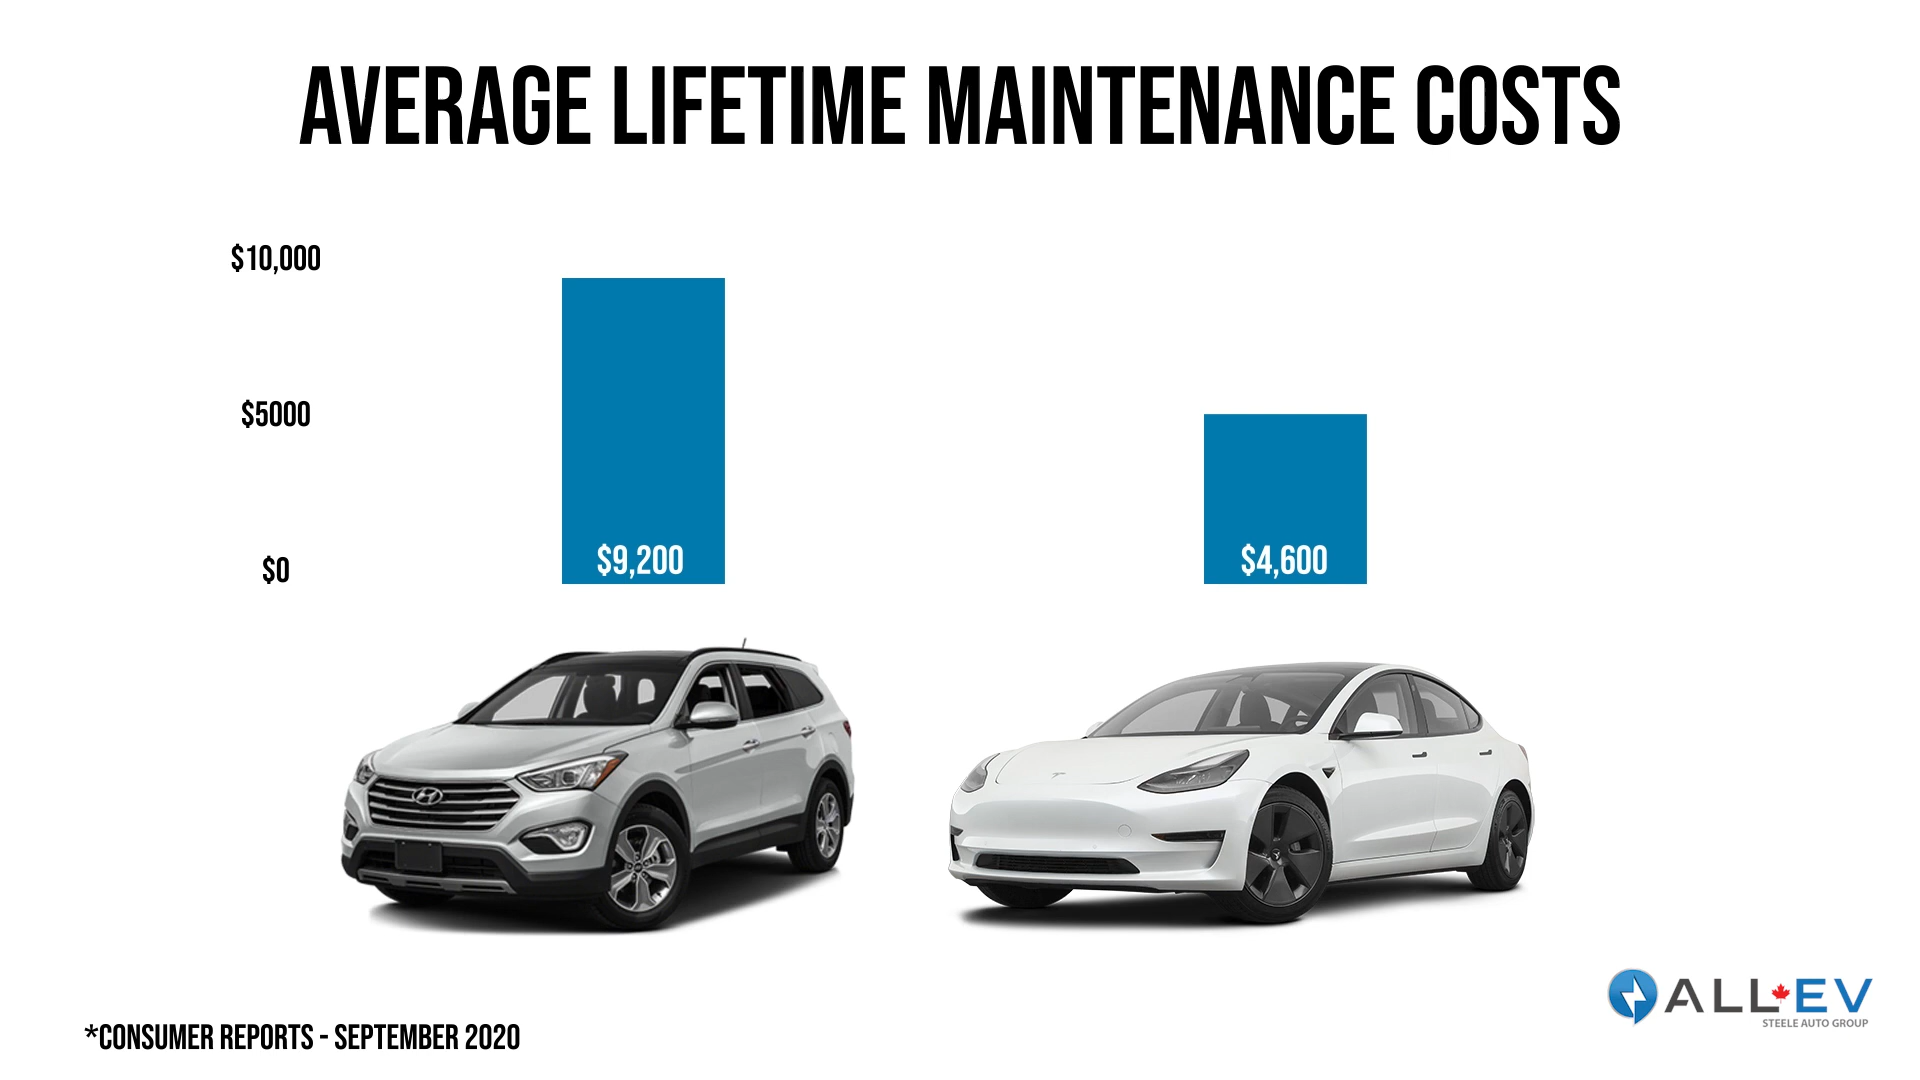 AVERAGE LIFETIME MAINTENANCE COSTS
$10,000
$5000
$0
$9,200
$4,600
ALL EV
STEELE AUTO GROUP
*CONSUMER REPORTS - SEPTEMBER 2020